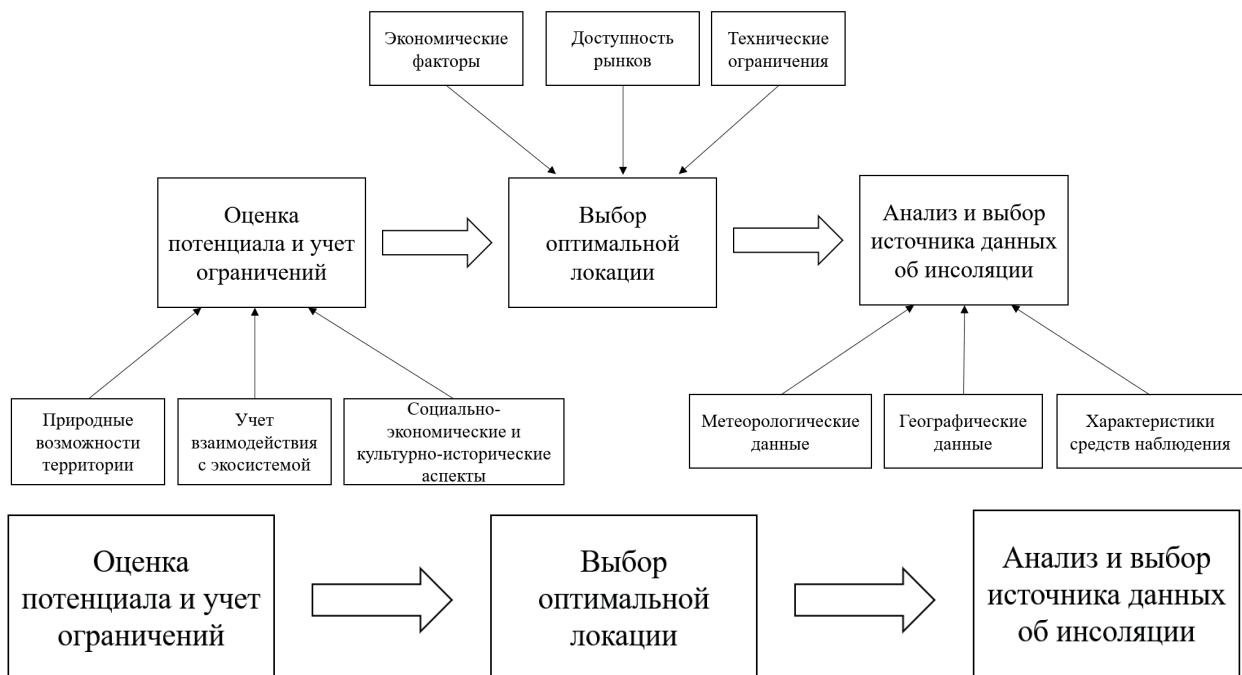 Экономические
факторы
Доступность
рынков
Технические
ограничения
Оценка
потенциала и учет
ограничений
Выбор
оптимальной
локации
Анализ и выбор
источника данных
об инсоляции
Природные
возможности
территории
Учет
взаимодействия
с экосистемой
Социально-
экономические и
культурно-исторические
аспекты
Метеорологические
данные
Географические
данные
Характеристики
средств наблюдения
Оценка
потенциала и учет
ограничений
Выбор
оптимальной
локации
Анализ и выбор
источника данных
об инсоляции